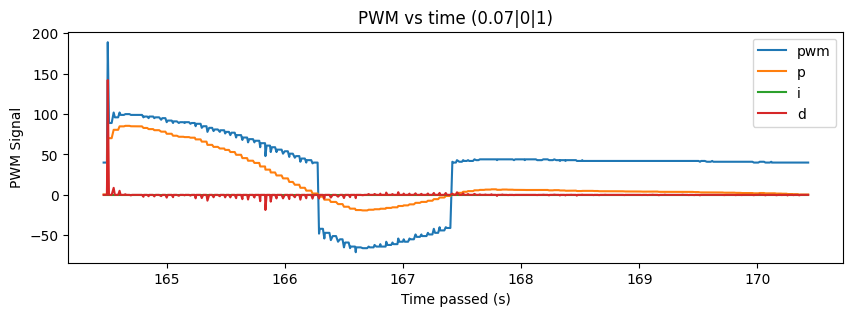 PWM vs time (0.07|0|1)
PWM Signal
200
150
100
50
0
−50
pwm
p
i
d
165
166
167
168
169
170
Time passed (s)